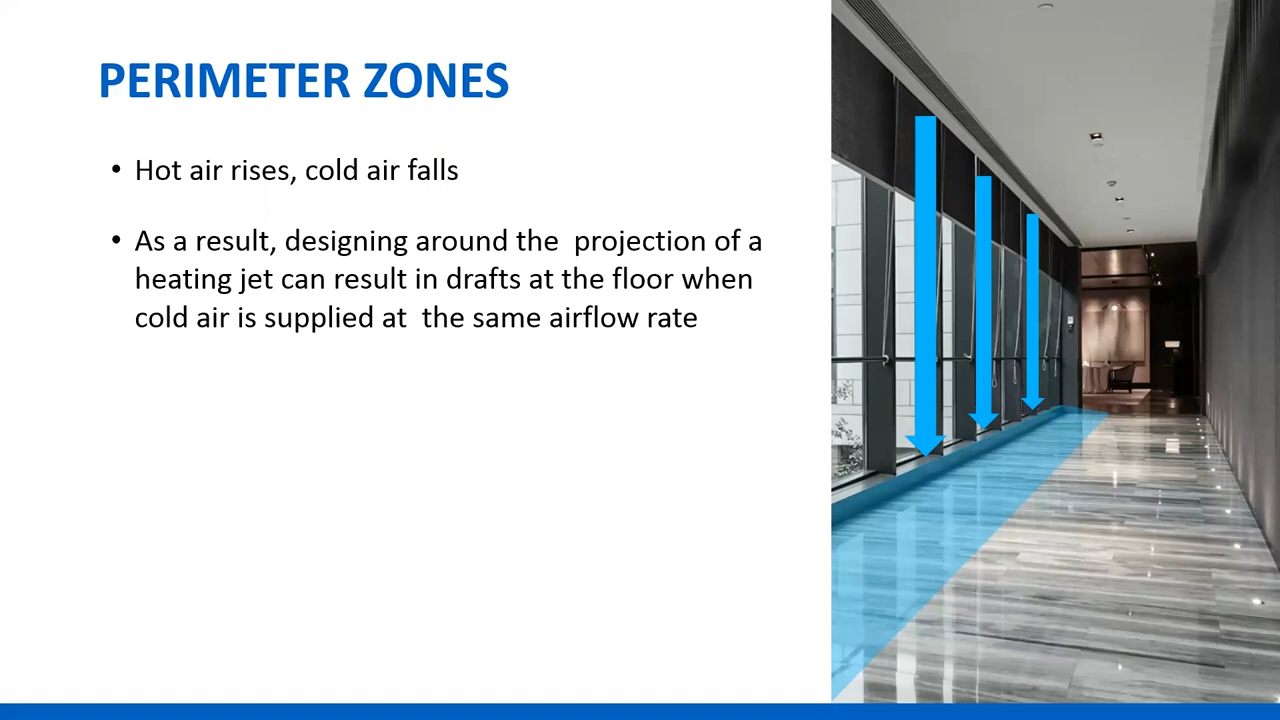 PERIMETER ZONES
• Hot air rises, cold air falls
• As a result, designing around the  projection of a
heating jet can result in drafts at the floor when
cold air is supplied at  the same airflow rate